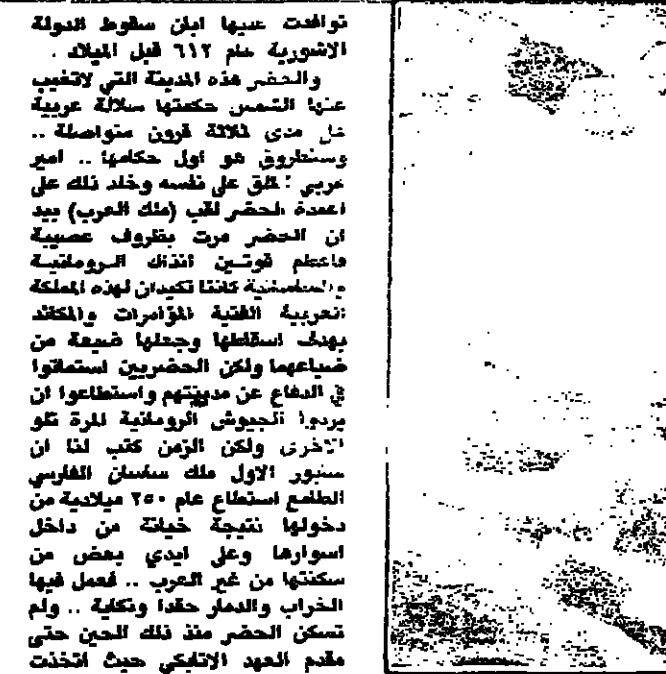 توافدت عليها ابان سقوط الدولة
الاشورية عام ٦١٢ قبل الميلاد .
والحضر هذه المدينة التي لاتغيب
عنها الشمس حكمتها سلالة عربية
على مدى ثلاثة قرون متواصلة ..
وسنطروق هو اول حكامها .. امير
عربي اطلق على نفسه وخلد ذلك على
اعمدة الحضر لقب (ملك العرب) بيد
ان الحضر مرت بظروف عصيبة
فاعظم قوتين انذاك الرومانية
والساسانية كانتا تكيدان لهذه المملكة
العربية الفتية المؤامرات والمكائد
بهدف اسقاطها وجعلها ضيعة من
ضياعهما ولكن الحضريين استماتوا
في الدفاع عن مدينتهم واستطاعوا ان
يردوا الجيوش الرومانية المرة تلو
الاخرى ولكن الزمن كتب لنا ان
سنبور الاول ملك ساسان الفارسي
الطامع استطاع عام ٢٥٠ ميلادية من
دخولها نتيجة خيانة من داخل
اسوارها وعلى ايدي بعض من
سكنتها من غير العرب .. فعمل فيها
الخراب والدمار حقدا ونكاية .. ولم
تسكن الحضر منذ ذلك الحين حتى
مقدم العهد الاتابكي حيث اتخذت